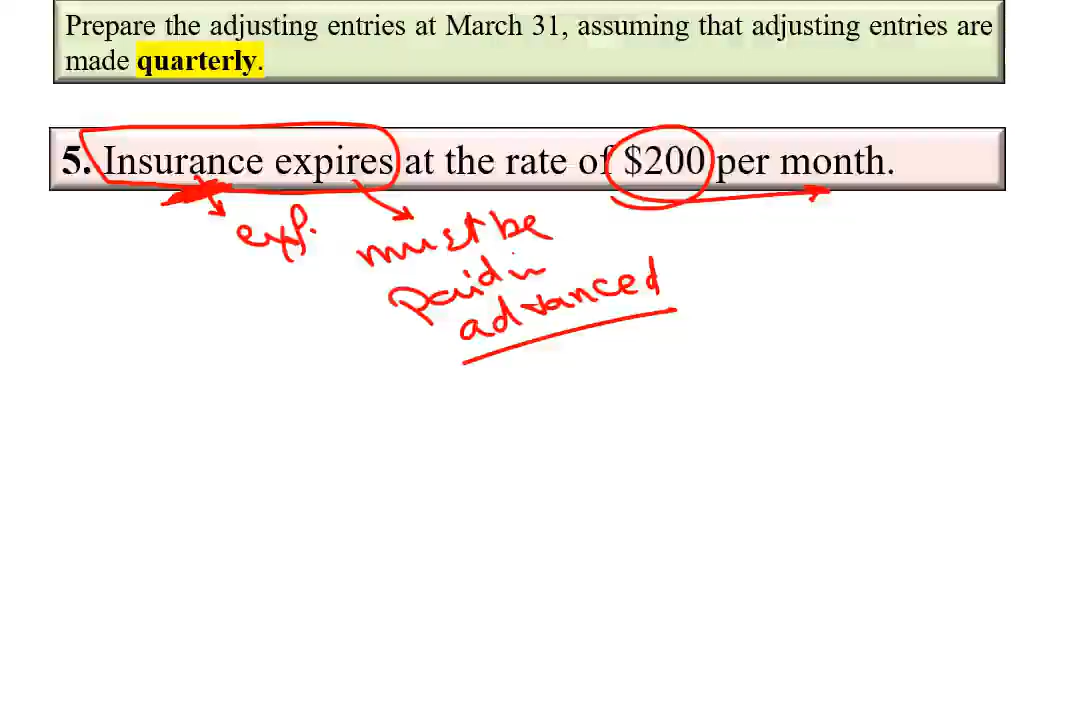 Prepare the adjusting entries at March 31, assuming that adjusting entries are
made quarterly.
5. Insurance expires at the rate of $200 per month.
exp.
must be
paid in
advanced